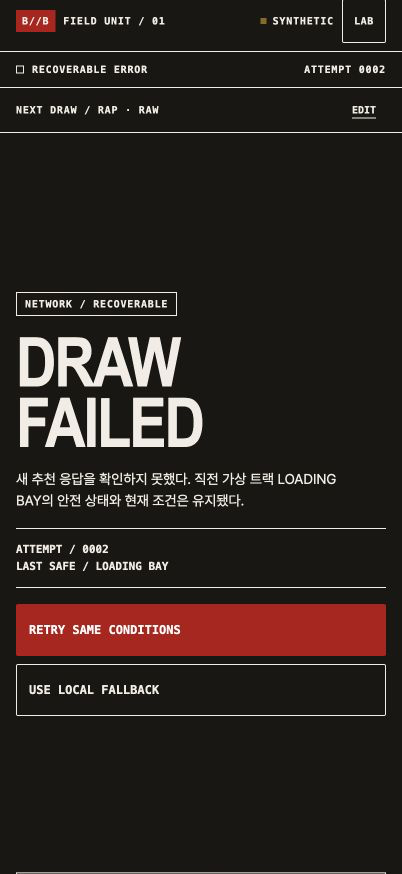 B//B FIELD UNIT / 01 SYNTHETIC LAB
RECOVERABLE ERROR ATTEMPT 0002
NEXT DRAW / RAP · RAW EDIT
NETWORK / RECOVERABLE
DRAW
FAILED
새 추천 응답을 확인하지 못했다. 직전 가상 트랙 LOADING
BAY의 안전 상태와 현재 조건은 유지됐다.
ATTEMPT / 0002
LAST SAFE / LOADING BAY
RETRY SAME CONDITIONS
USE LOCAL FALLBACK